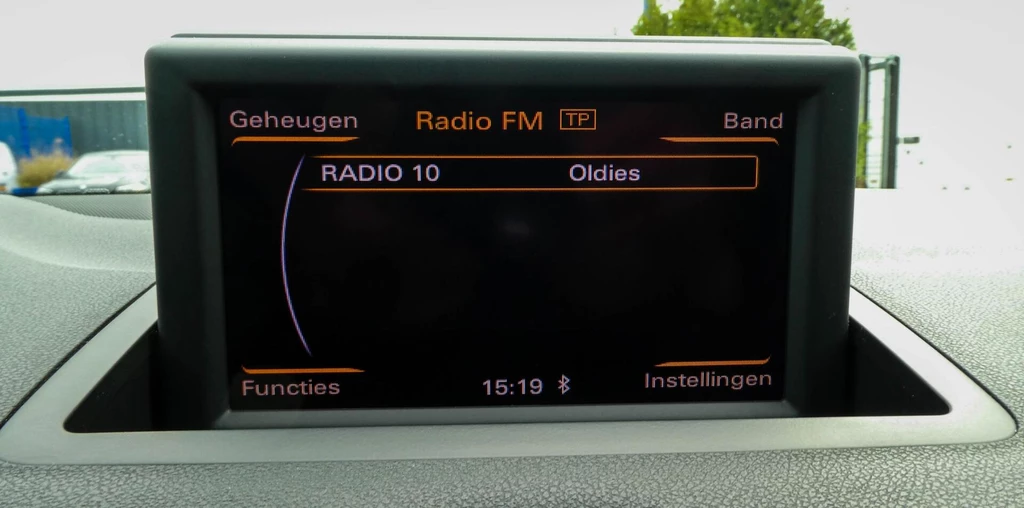 Geheugen Radio FM TP Band
RADIO 10 Oldies
Functies 15:19 Instellingen